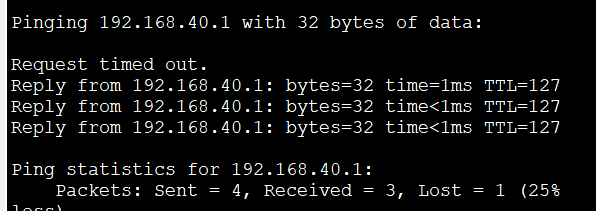 Pinging 192.168.40.1 with 32 bytes of data:
Request timed out.
Reply from 192.168.40.1: bytes=32 time=1ms TTL=127
Reply from 192.168.40.1: bytes=32 time<1ms TTL=127
Reply from 192.168.40.1: bytes=32 time<1ms TTL=127
Ping statistics for 192.168.40.1:
Packets: Sent = 4, Received = 3, Lost = 1 (25%
loss)